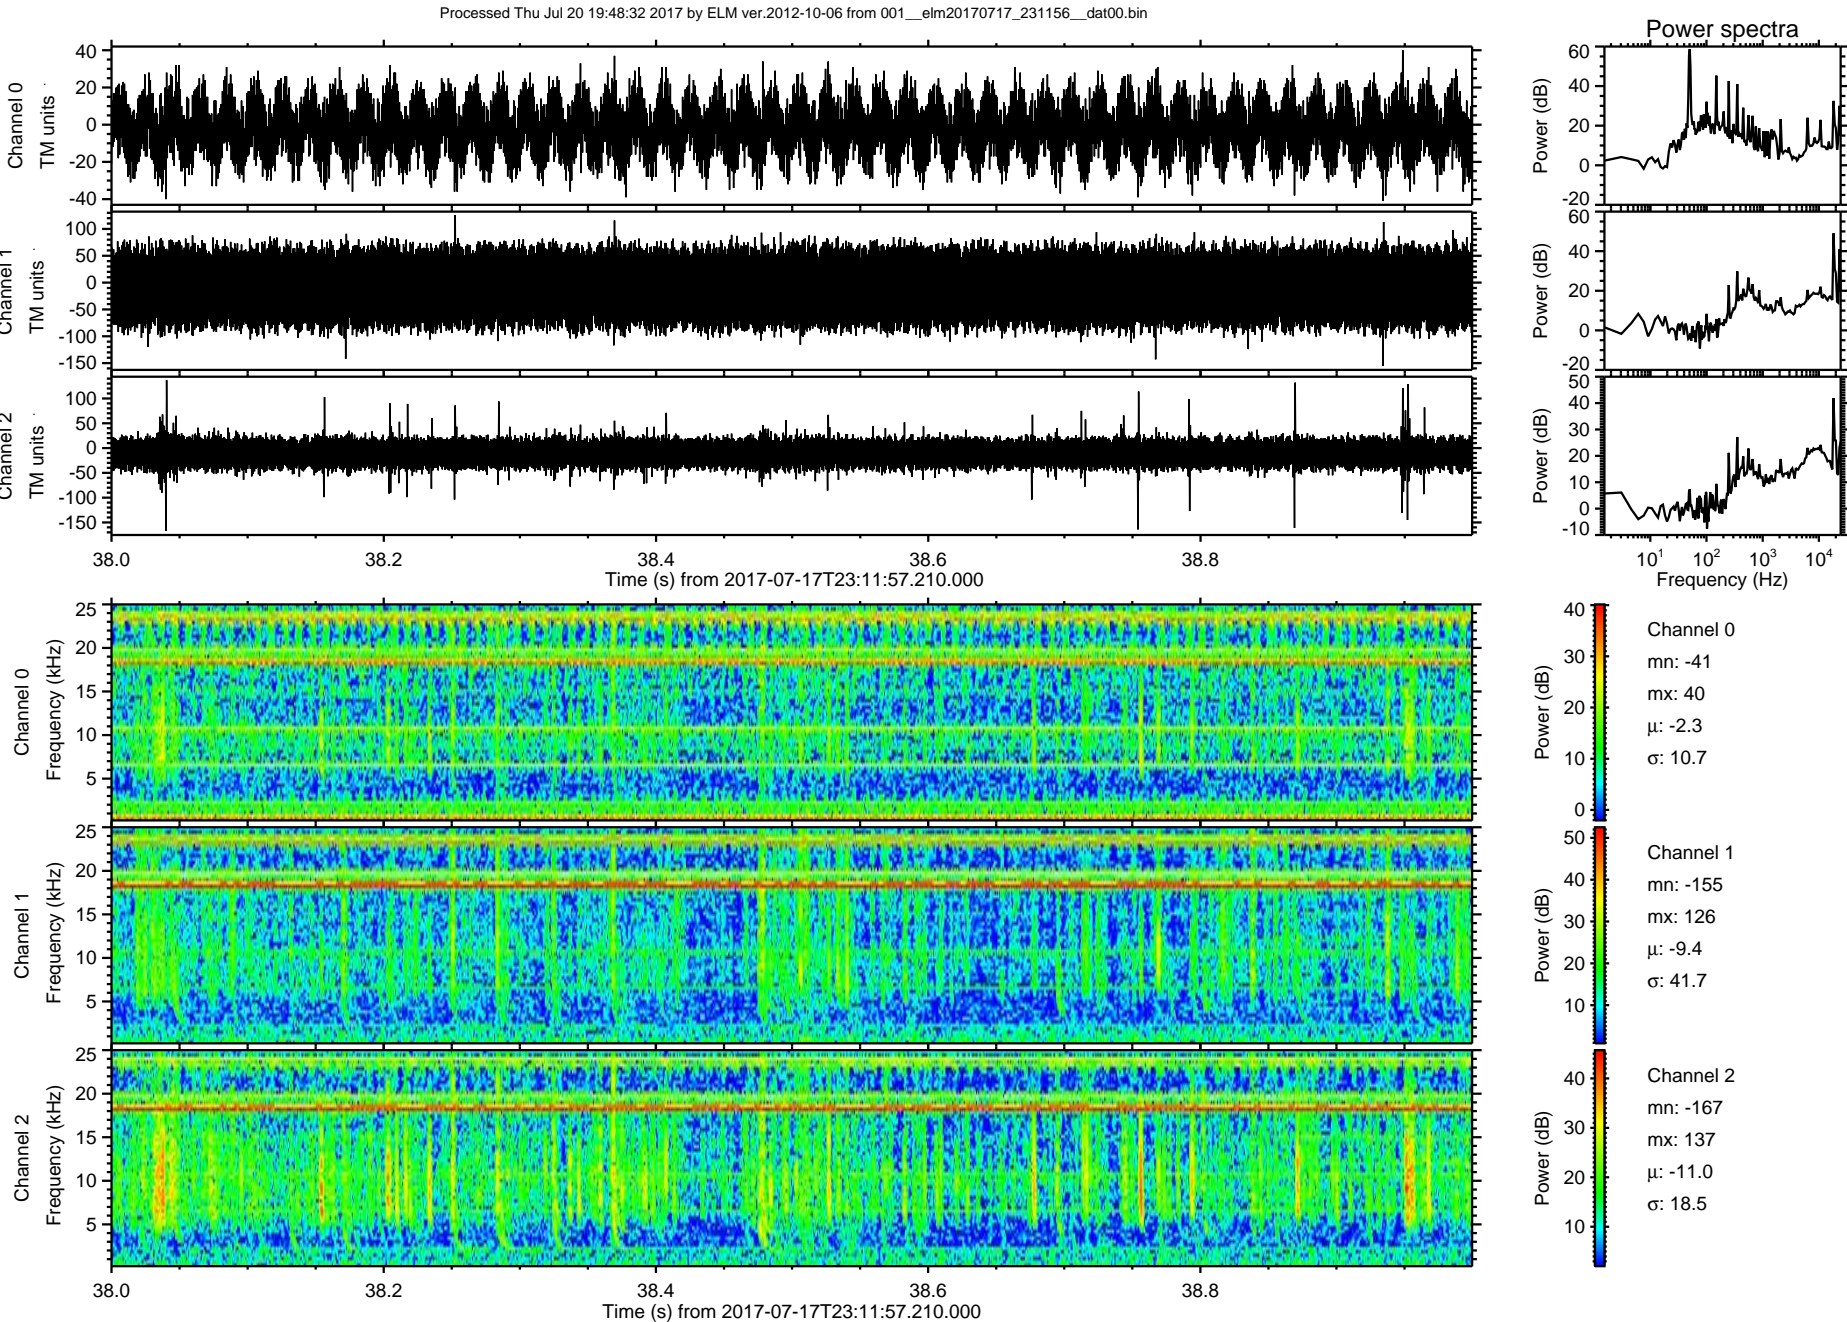 Processed Thu Jul 20 19:48:32 2017 by ELM ver.2012-10-06 from 001__elm20170717_231156__dat00.bin
Power spectra
Channel 0
TM units
40
20
0
-20
-40
Power (dB)
60
40
20
0
-20
Channel 1
TM units
100
50
0
-50
-100
-150
Power (dB)
60
40
20
0
-20
Channel 2
TM units
100
50
0
-50
-100
-150
Power (dB)
50
40
30
20
10
0
-10
38.0 38.2 38.4 38.6 38.8
Time (s) from 2017-07-17T23:11:57.210.000
10^1 10^2 10^3 10^4
Frequency (Hz)
Channel 0
Frequency (kHz)
25
20
15
10
5
Power (dB)
40
30
20
10
0
Channel 0
mn: -41
mx: 40
μ: -2.3
σ: 10.7
Channel 1
Frequency (kHz)
25
20
15
10
5
Power (dB)
50
40
30
20
10
Channel 1
mn: -155
mx: 126
μ: -9.4
σ: 41.7
Channel 2
Frequency (kHz)
25
20
15
10
5
Power (dB)
40
30
20
10
Channel 2
mn: -167
mx: 137
μ: -11.0
σ: 18.5
38.0 38.2 38.4 38.6 38.8
Time (s) from 2017-07-17T23:11:57.210.000